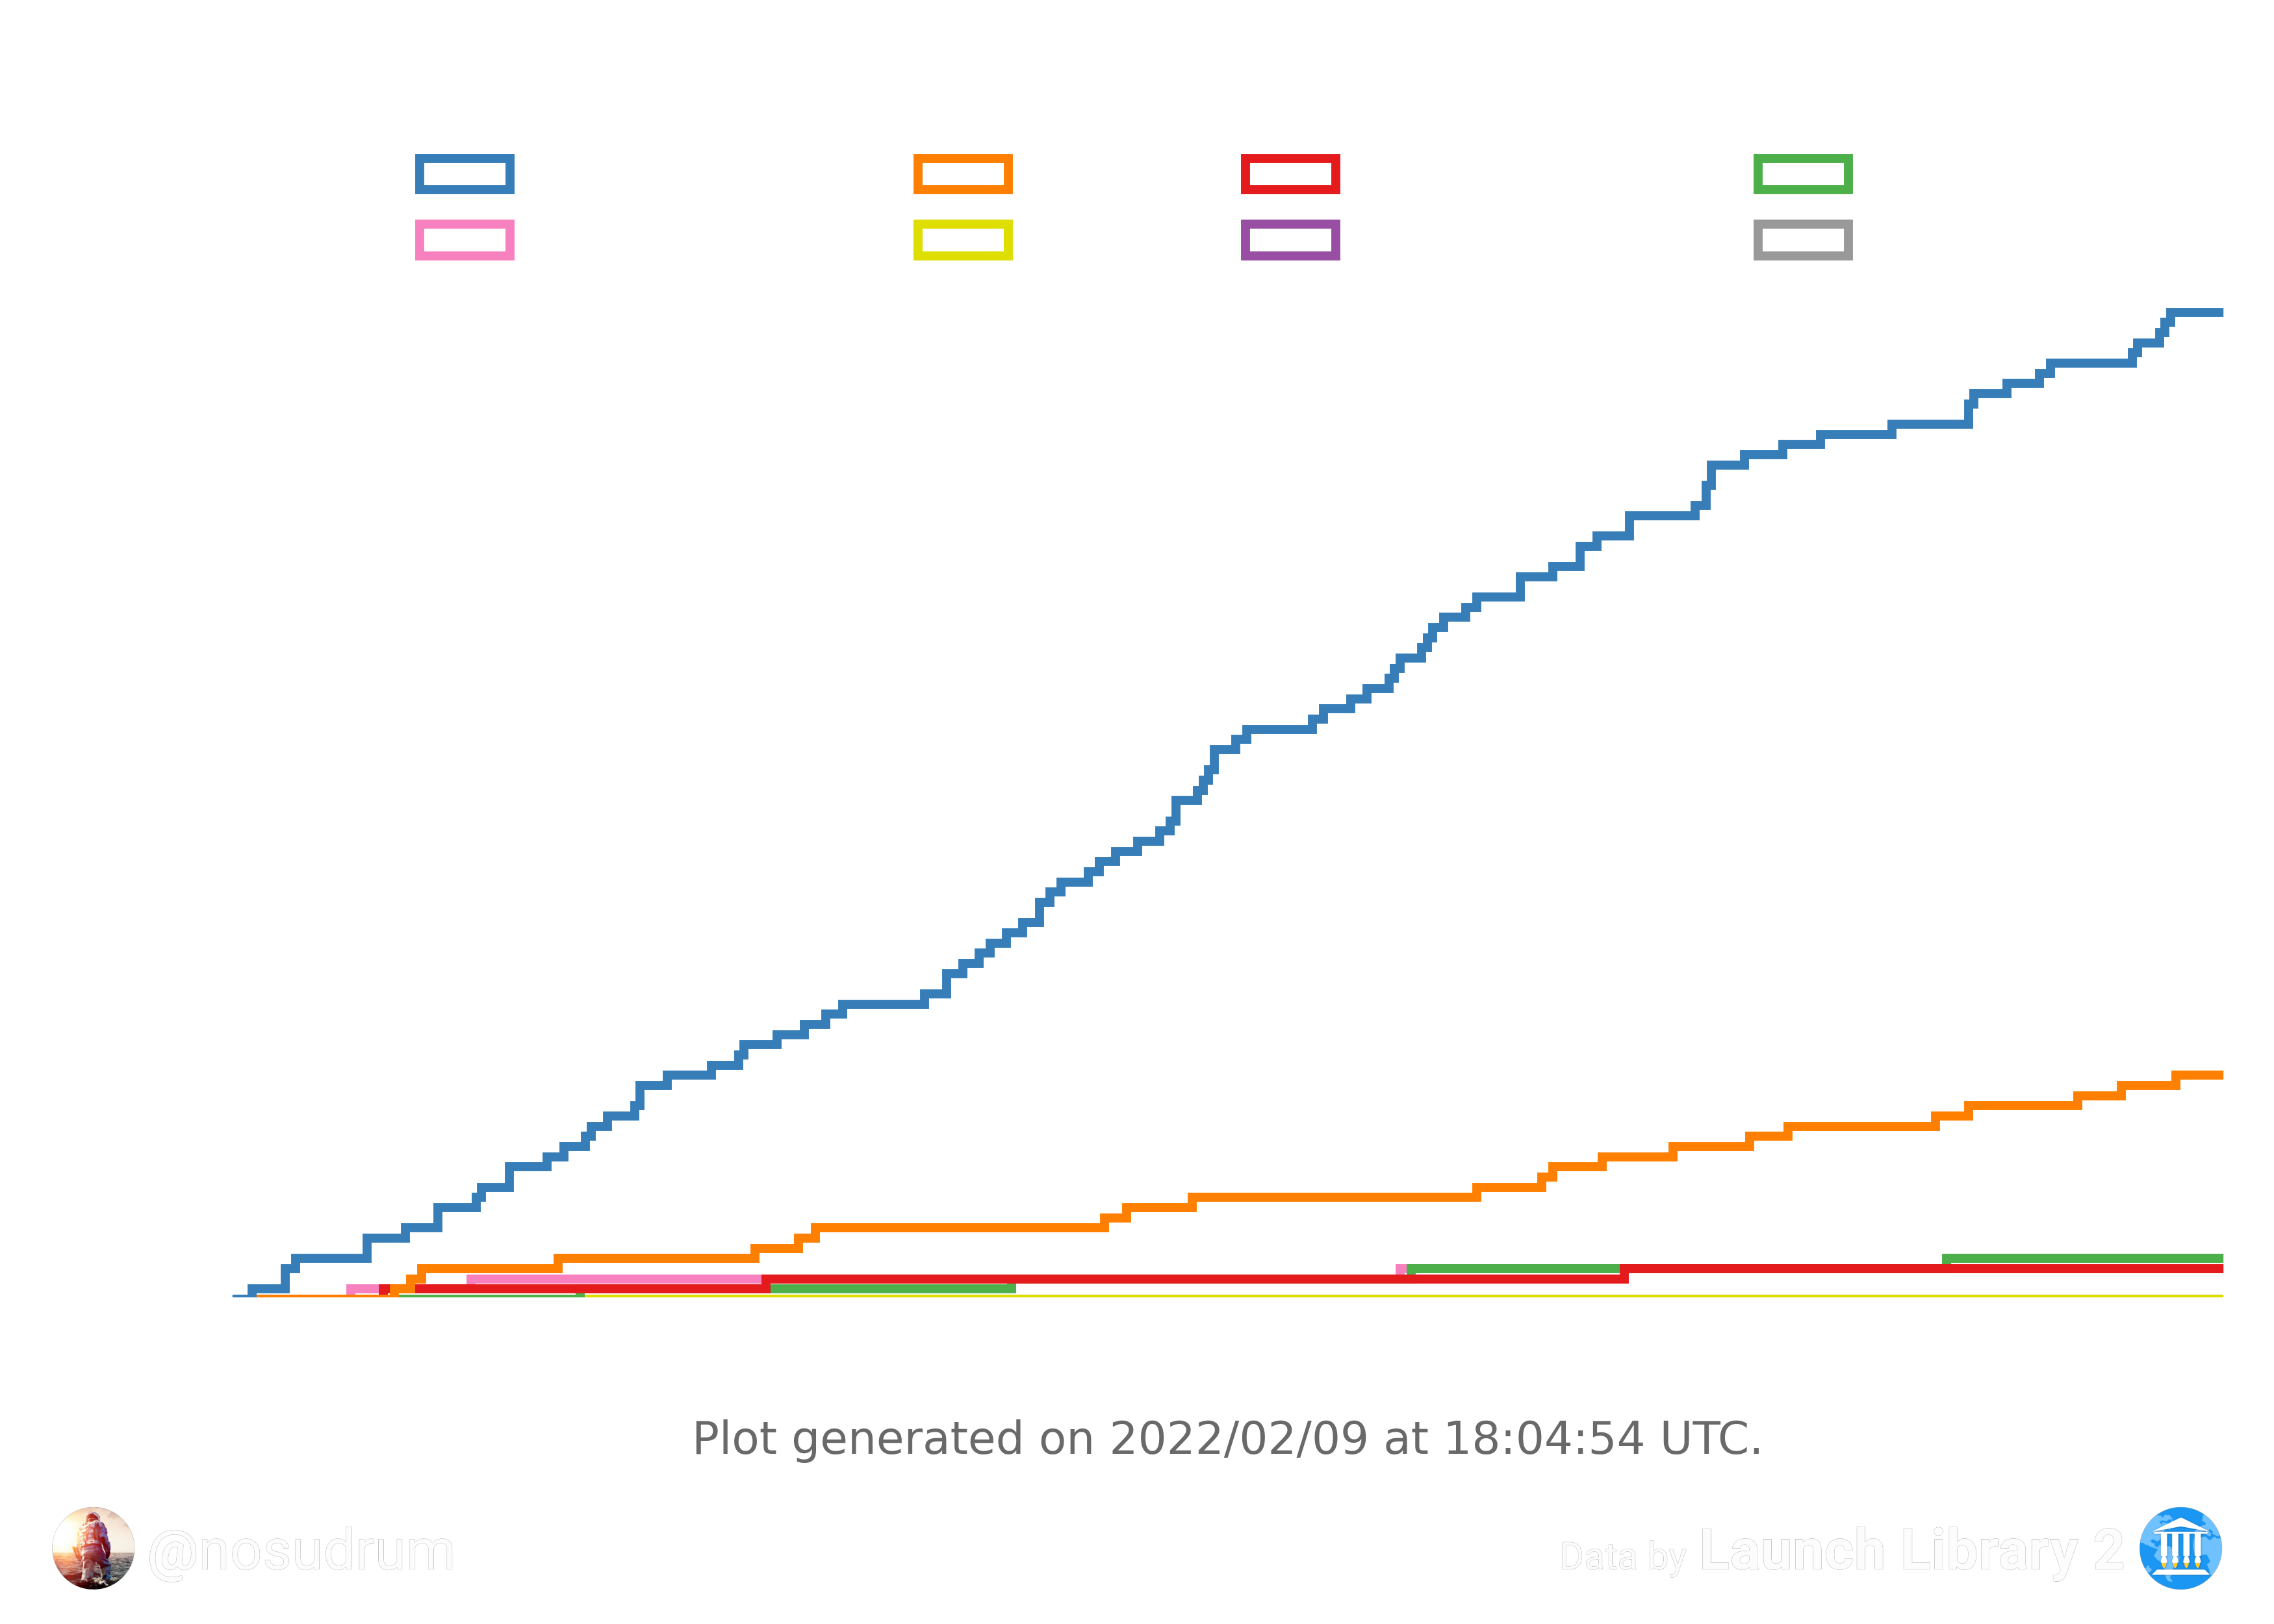 Plot generated on 2022/02/09 at 18:04:54 UTC.
@nosudrum
Data by Launch Library 2